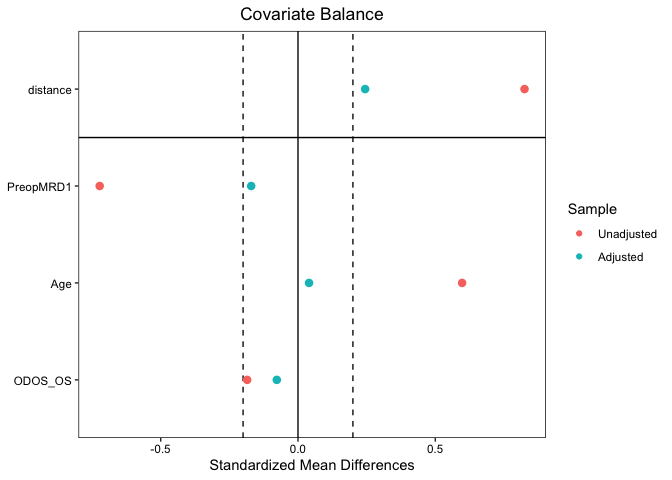 Covariate Balance
distance
PreopMRD1
Age
ODOS_OS
-0.5
0.0
0.5
Standardized Mean Differences
Sample
Unadjusted
Adjusted